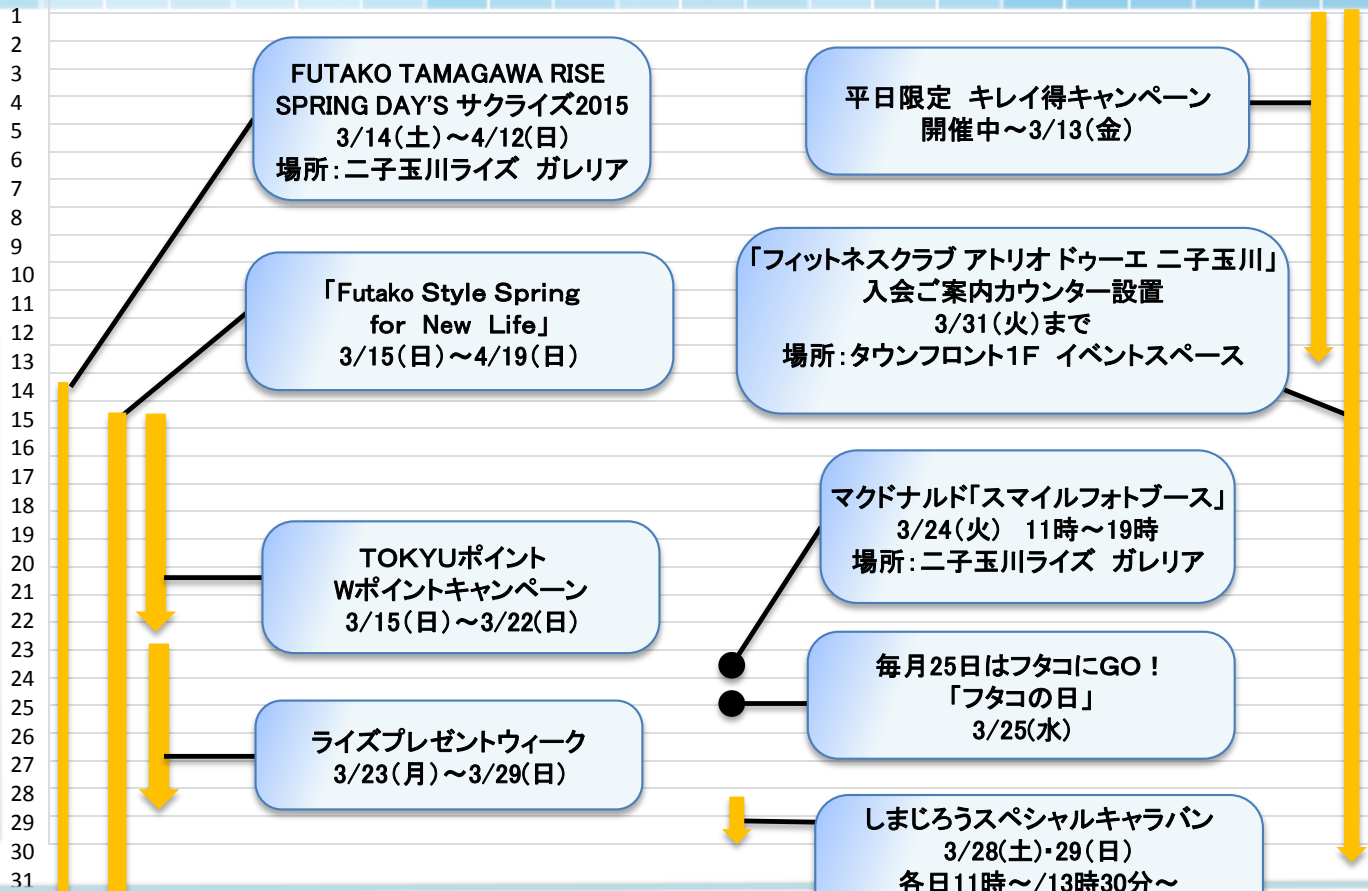 1
2
3
4
5
6
7
8
9
10
11
12
13
14
15
16
17
18
19
20
21
22
23
24
25
26
27
28
29
30
31
FUTAKO TAMAGAWA RISE
SPRING DAY'S サクライズ2015
3/14(土)～4/12(日)
場所：二子玉川ライズ ガレリア
平日限定 キレイ得キャンペーン
開催中～3/13(金)
「Futako Style Spring
for New Life」
3/15(日)～4/19(日)
「フィットネスクラブ アトリオ ドゥーエ 二子玉川」
入会ご案内カウンター設置
3/31(火)まで
場所：タウンフロント1F イベントスペース
TOKYUポイント
Wポイントキャンペーン
3/15(日)～3/22(日)
マクドナルド「スマイルフォトブース」
3/24(火) 11時～19時
場所：二子玉川ライズ ガレリア
毎月25日はフタコにGO！
「フタコの日」
3/25(水)
ライズプレゼントウィーク
3/23(月)～3/29(日)
しまじろうスペシャルキャラバン
3/28(土)・29(日)
各日11時～/13時30分～